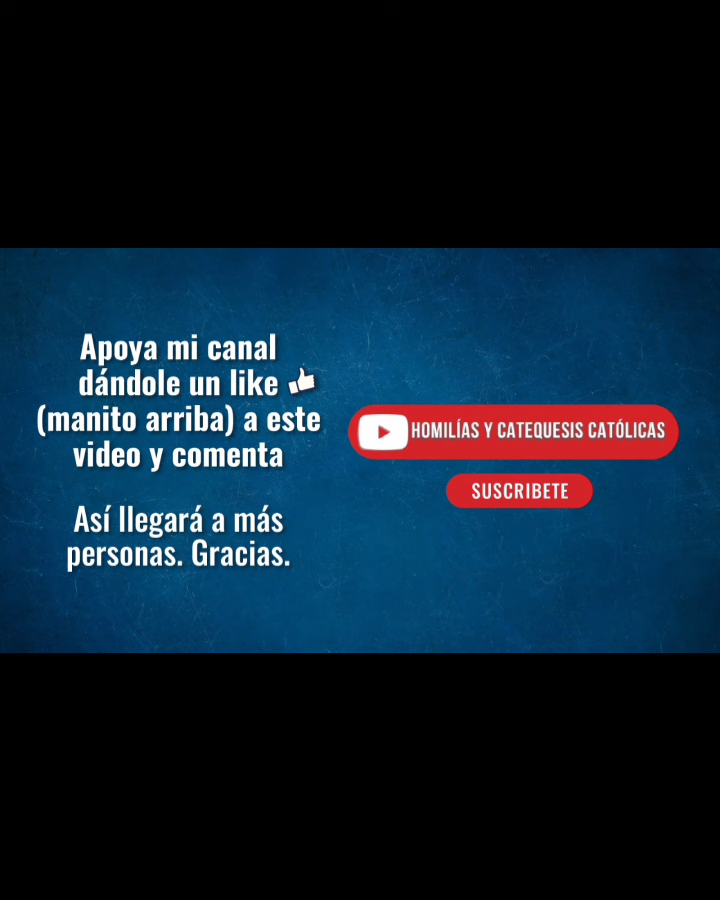 Apoya mi canal
dándole un like
(manito arriba) a este
video y comenta
Así llegará a más
personas. Gracias.
HOMILÍAS Y CATEQUESIS CATÓLICAS
SUSCRIBETE